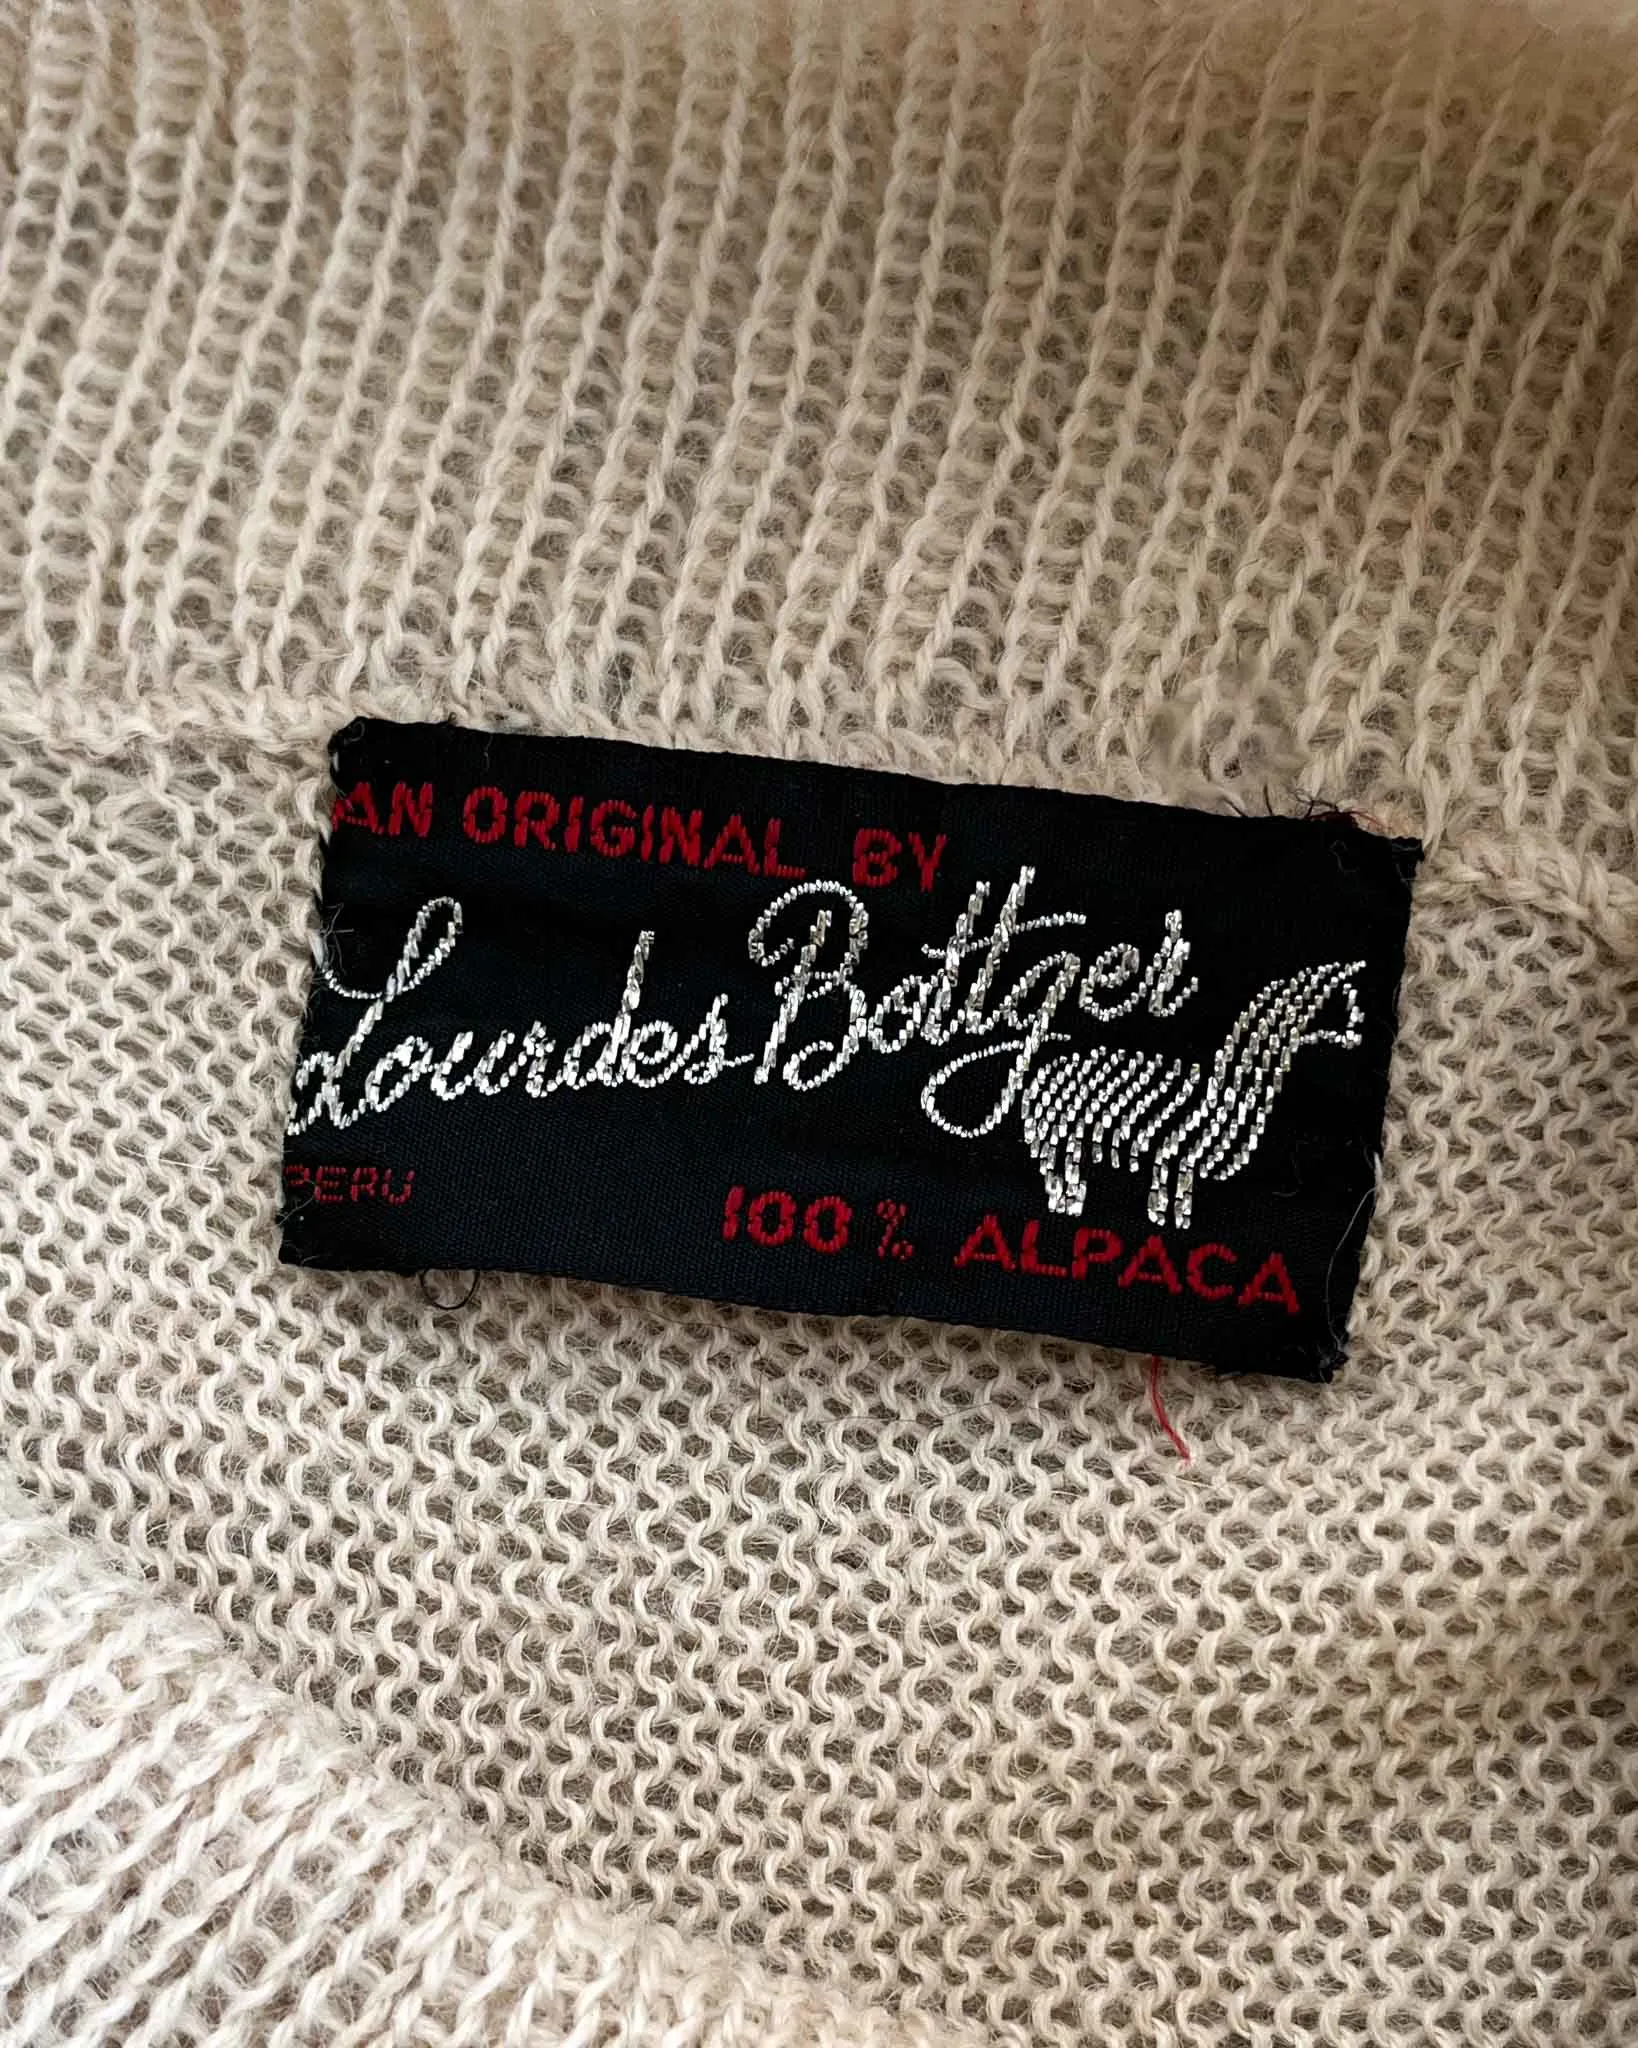 AN ORIGINAL BY
Lourdes Bottger
PERU
100% ALPACA